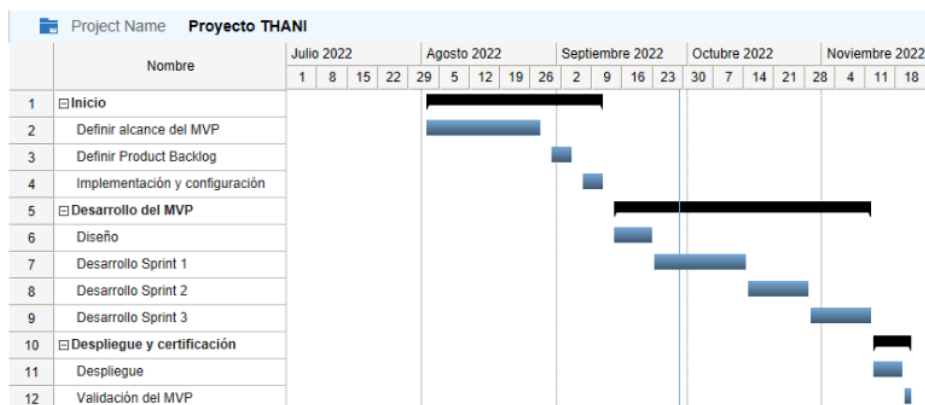 Project Name Proyecto THANI
Nombre Julio 2022 Agosto 2022 Septiembre 2022 Octubre 2022 Noviembre 2022
1 8 15 22 29 5 12 19 26 2 9 16 23 30 7 14 21 28 4 11 18
1 Inicio
2 Definir alcance del MVP
3 Definir Product Backlog
4 Implementación y configuración
5 Desarrollo del MVP
6 Diseño
7 Desarrollo Sprint 1
8 Desarrollo Sprint 2
9 Desarrollo Sprint 3
10 Despliegue y certificación
11 Despliegue
12 Validación del MVP